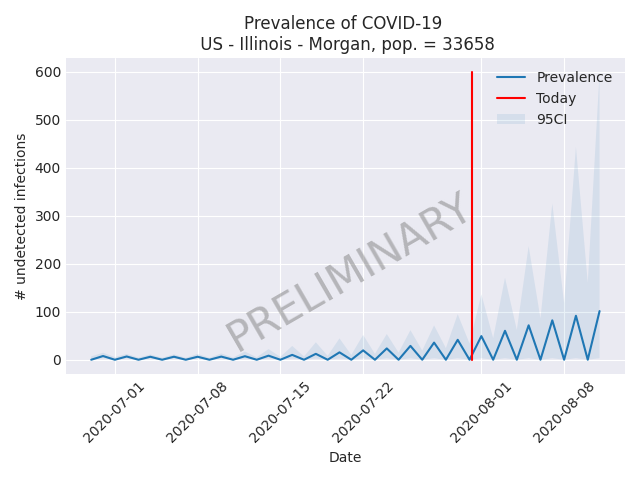 Prevalence of COVID-19
US - Illinois - Morgan, pop. = 33658
600
500
400
300
200
100
0
# undetected infections
Prevalence
Today
95CI
PRELIMINARY
2020-07-01
2020-07-08
2020-07-15
2020-07-22
2020-08-01
2020-08-08
Date